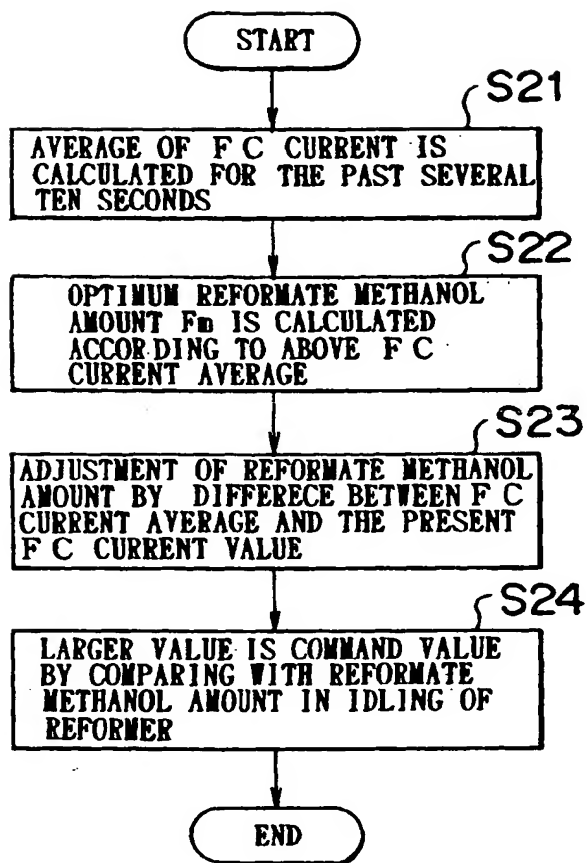 START
S21
AVERAGE OF F C CURRENT IS
CALCULATED FOR THE PAST SEVERAL
TEN SECONDS
S22
OPTIMUM REFORMATE METHANOL
AMOUNT Fm IS CALCULATED
ACCORDING TO ABOVE F C
CURRENT AVERAGE
S23
ADJUSTMENT OF REFORMATE METHANOL
AMOUNT BY DIFFERECE BETWEEN F C
CURRENT AVERAGE AND THE PRESENT
F C CURRENT VALUE
S24
LARGER VALUE IS COMMAND VALUE
BY COMPARING WITH REFORMATE
METHANOL AMOUNT IN IDLING OF
REFORMER
END